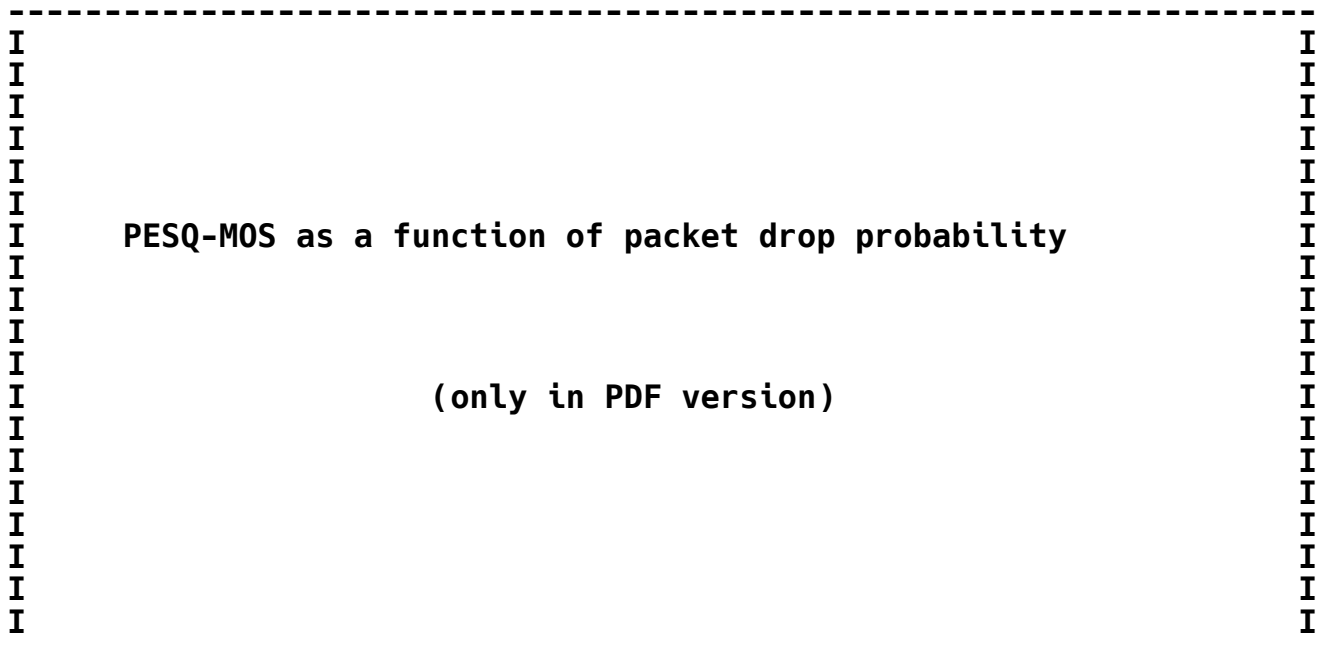 --------------------------------------------------------------------
I                                                                  I
I                                                                  I
I                                                                  I
I                                                                  I
I                                                                  I
I                                                                  I
I     PESQ-MOS as a function of packet drop probability            I
I                                                                  I
I                                                                  I
I                                                                  I
I                                                                  I
I                     (only in PDF version)                        I
I                                                                  I
I                                                                  I
I                                                                  I
I                                                                  I
I                                                                  I
I                                                                  I
I                                                                  I